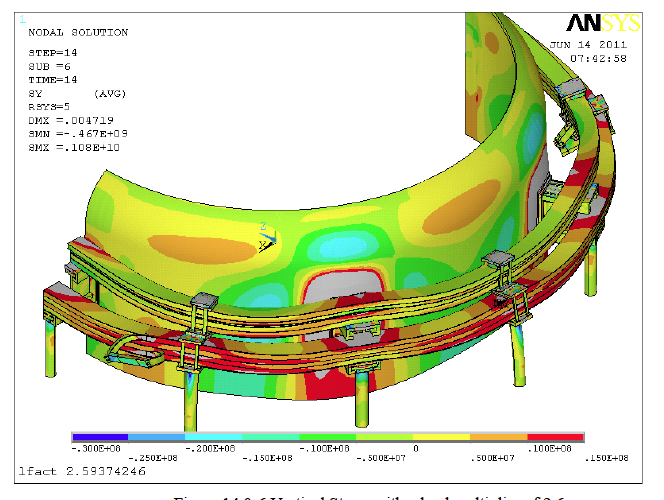 1
ANSYS
NODAL SOLUTION
JUN 14 2011
07:42:58
STEP=14
SUB =6
TIME=14
SY (AVG)
RSYS=5
DMX =.004719
SMN =-.467E+09
SMX =.108E+10
Z
X
-.300E+08 -.200E+08 -.100E+08 0 .100E+08
-.250E+08 -.150E+08 -.500E+07 .500E+07 .150E+08
lfact 2.59374246